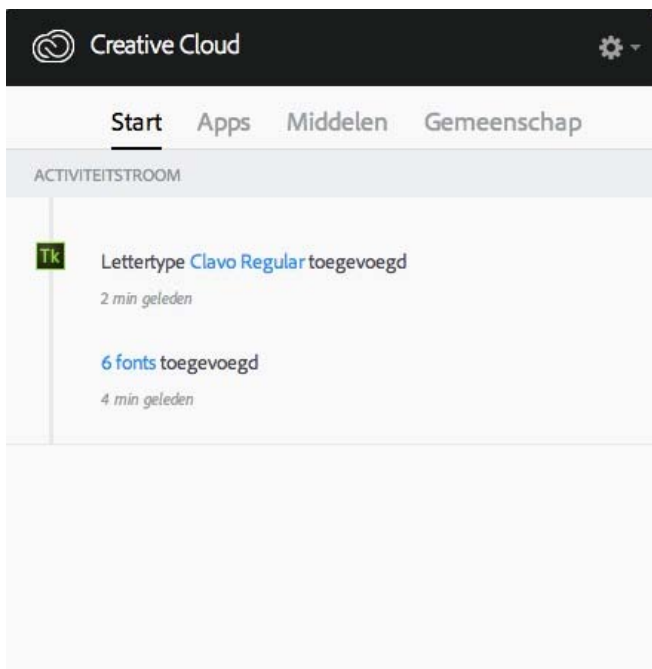 Creative Cloud
Start Apps Middelen Gemeenschap
ACTIVITEITSTROOM
Tk
Lettertype Clavo Regular toegevoegd
2 min geleden
6 fonts toegevoegd
4 min geleden